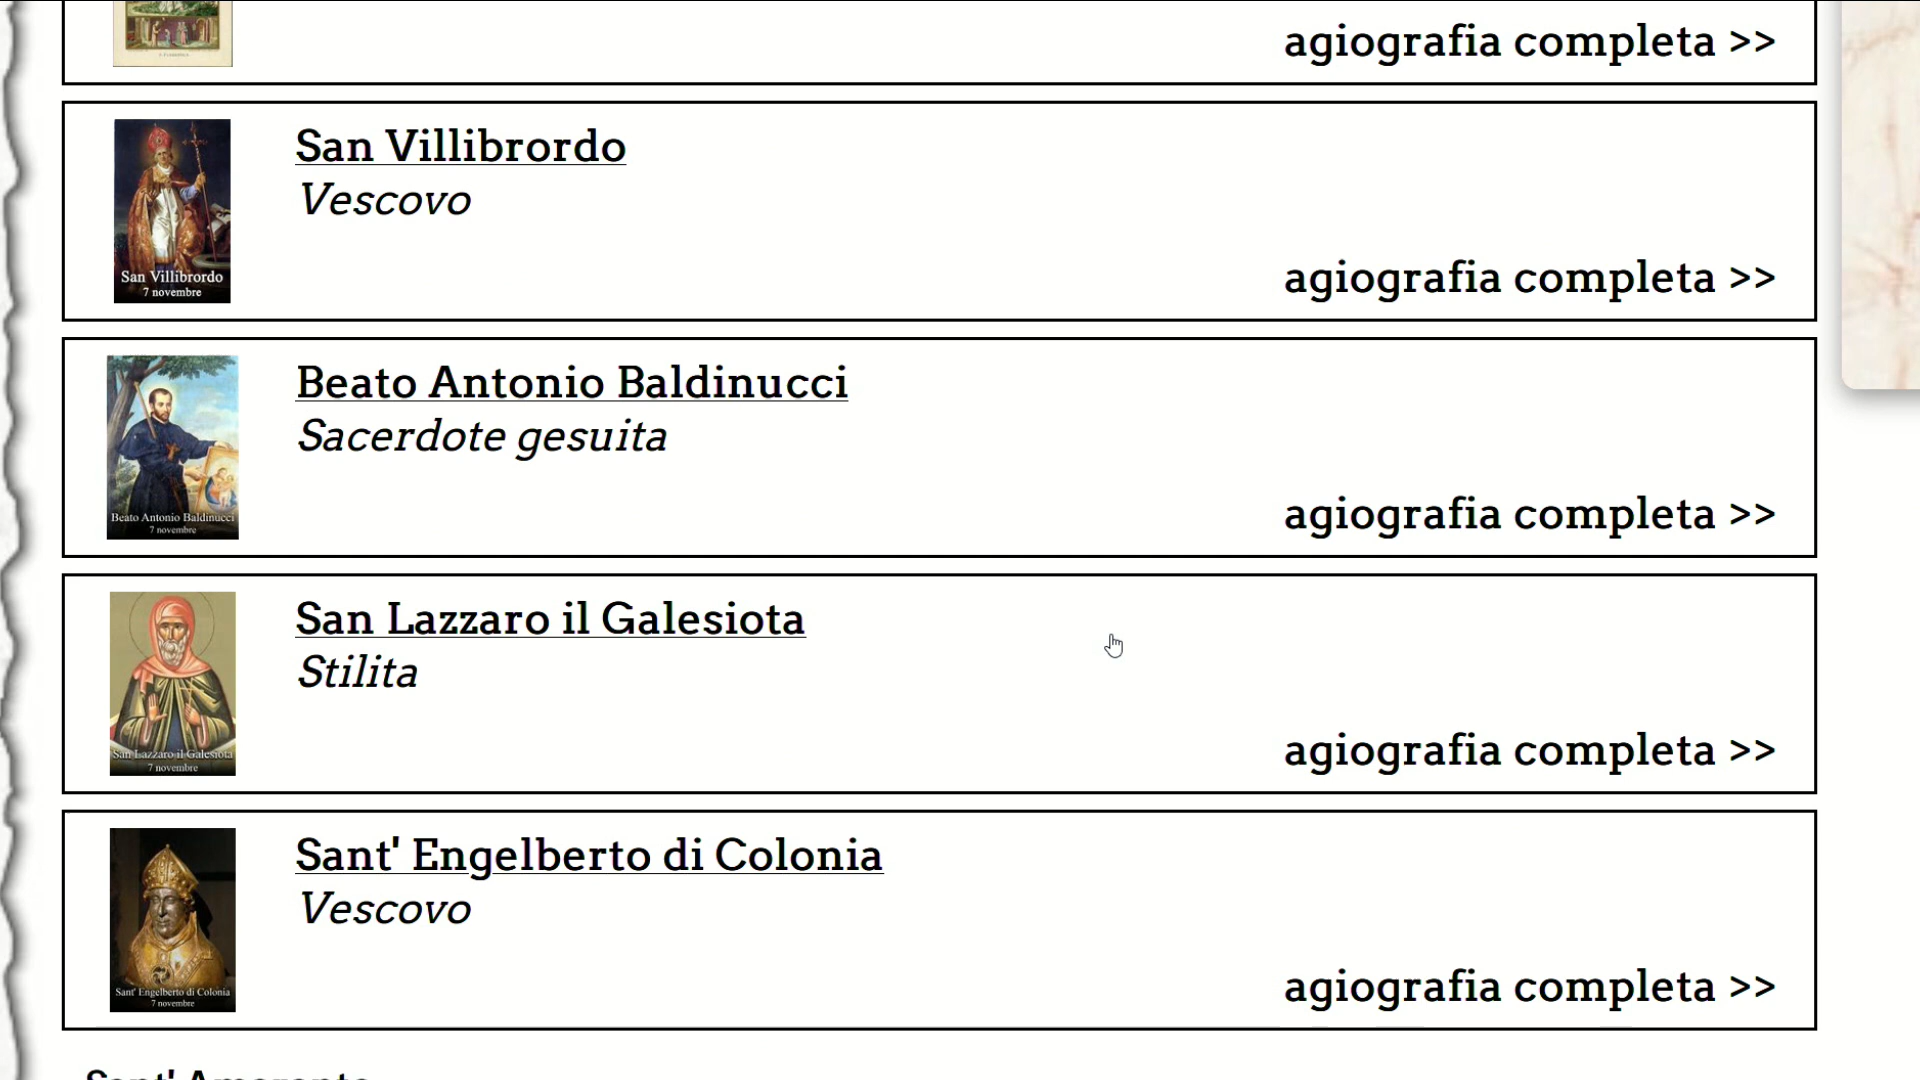 agiografia completa >>
San Villibrordo
Vescovo
San Villibrordo
7 novembre
agiografia completa >>
Beato Antonio Baldinucci
Sacerdote gesuita
Beato Antonio Baldinucci
7 novembre
agiografia completa >>
San Lazzaro il Galesiota
Stilita
San Lazzaro il Galesiota
7 novembre
agiografia completa >>
Sant' Engelberto di Colonia
Vescovo
Sant' Engelberto di Colonia
7 novembre
agiografia completa >>